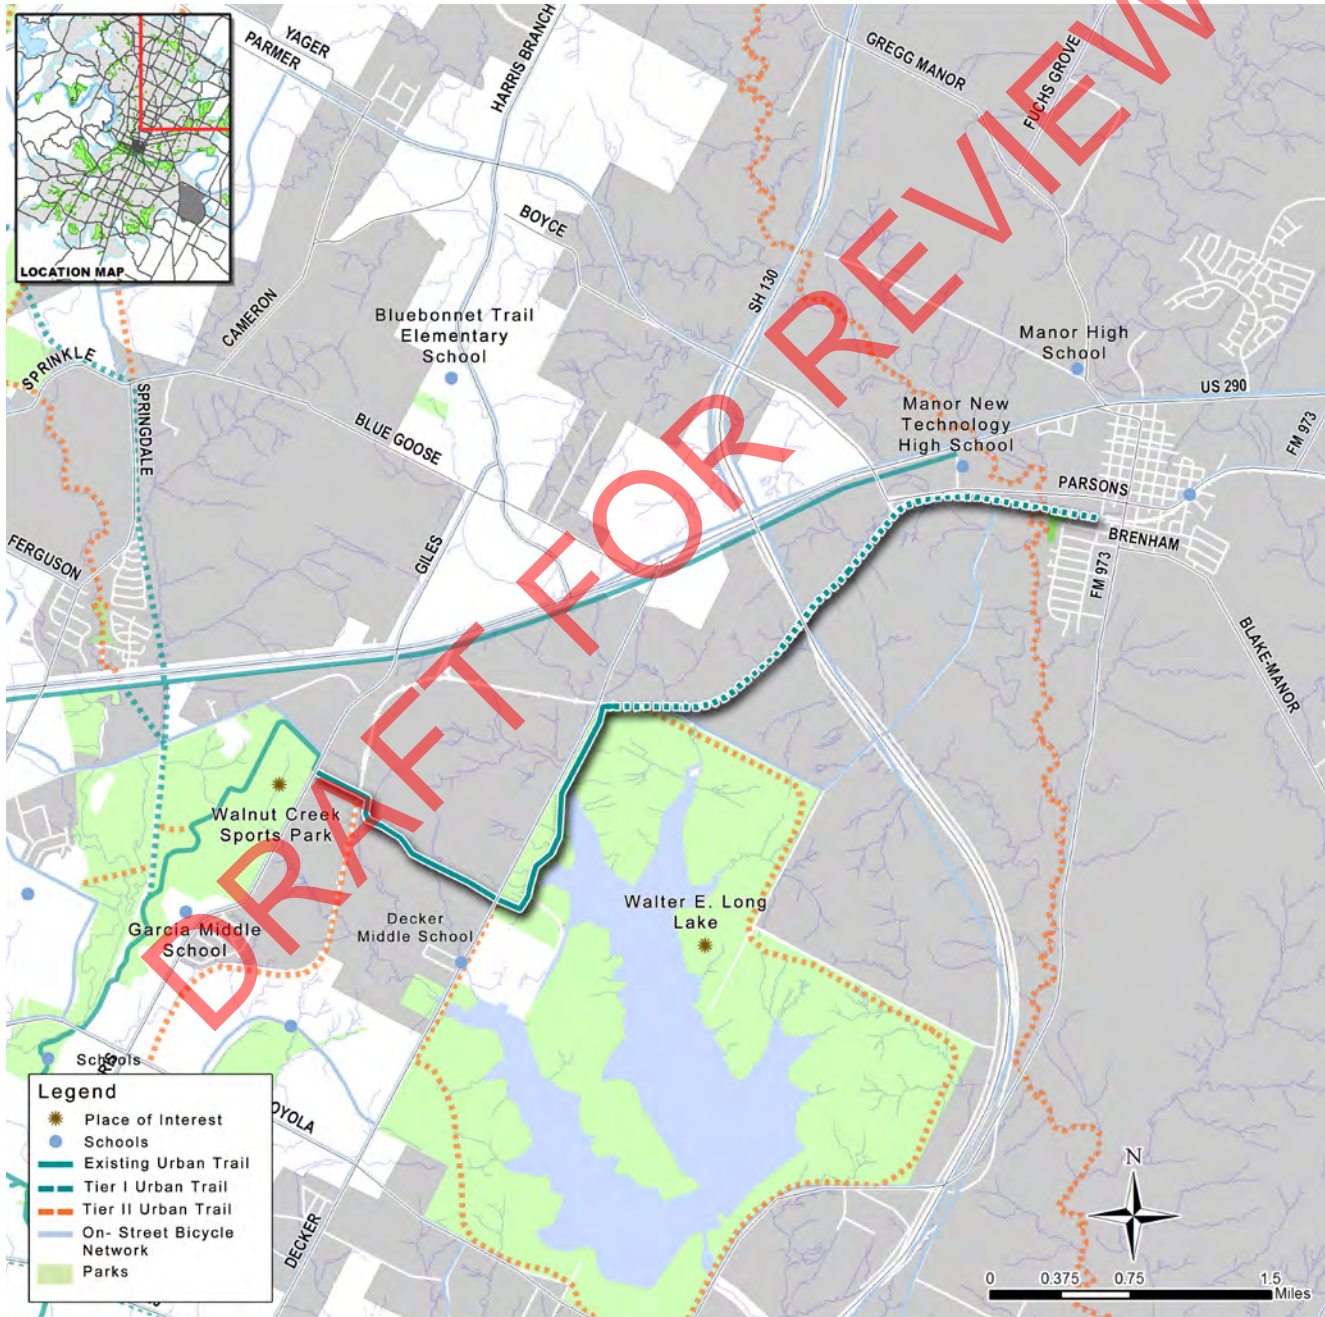 YAGER
PARMER
HARRIS BRANCH
GREGG MANOR
FUCHS GROVE
LOCATION MAP
BOYCE
SH 130
CAMERON
Bluebonnet Trail
Elementary
School
Manor High
School
SPRINKLE
SPRINGDALE
US 290
Manor New
Technology
High School
BLUE GOOSE
FM 973
PARSONS
BRENHAM
FERGUSON
GILES
FM 973
BLAKE-MANOR
Walnut Creek
Sports Park
Walter E. Long
Lake
Garcia Middle
School
Decker
Middle School
DRAFT FOR REVIEW
Schools
OYOLA
DECKER
Legend
Place of Interest
Schools
Existing Urban Trail
Tier I Urban Trail
Tier II Urban Trail
On- Street Bicycle
Network
Parks
N
0 0.375 0.75 1.5
Miles